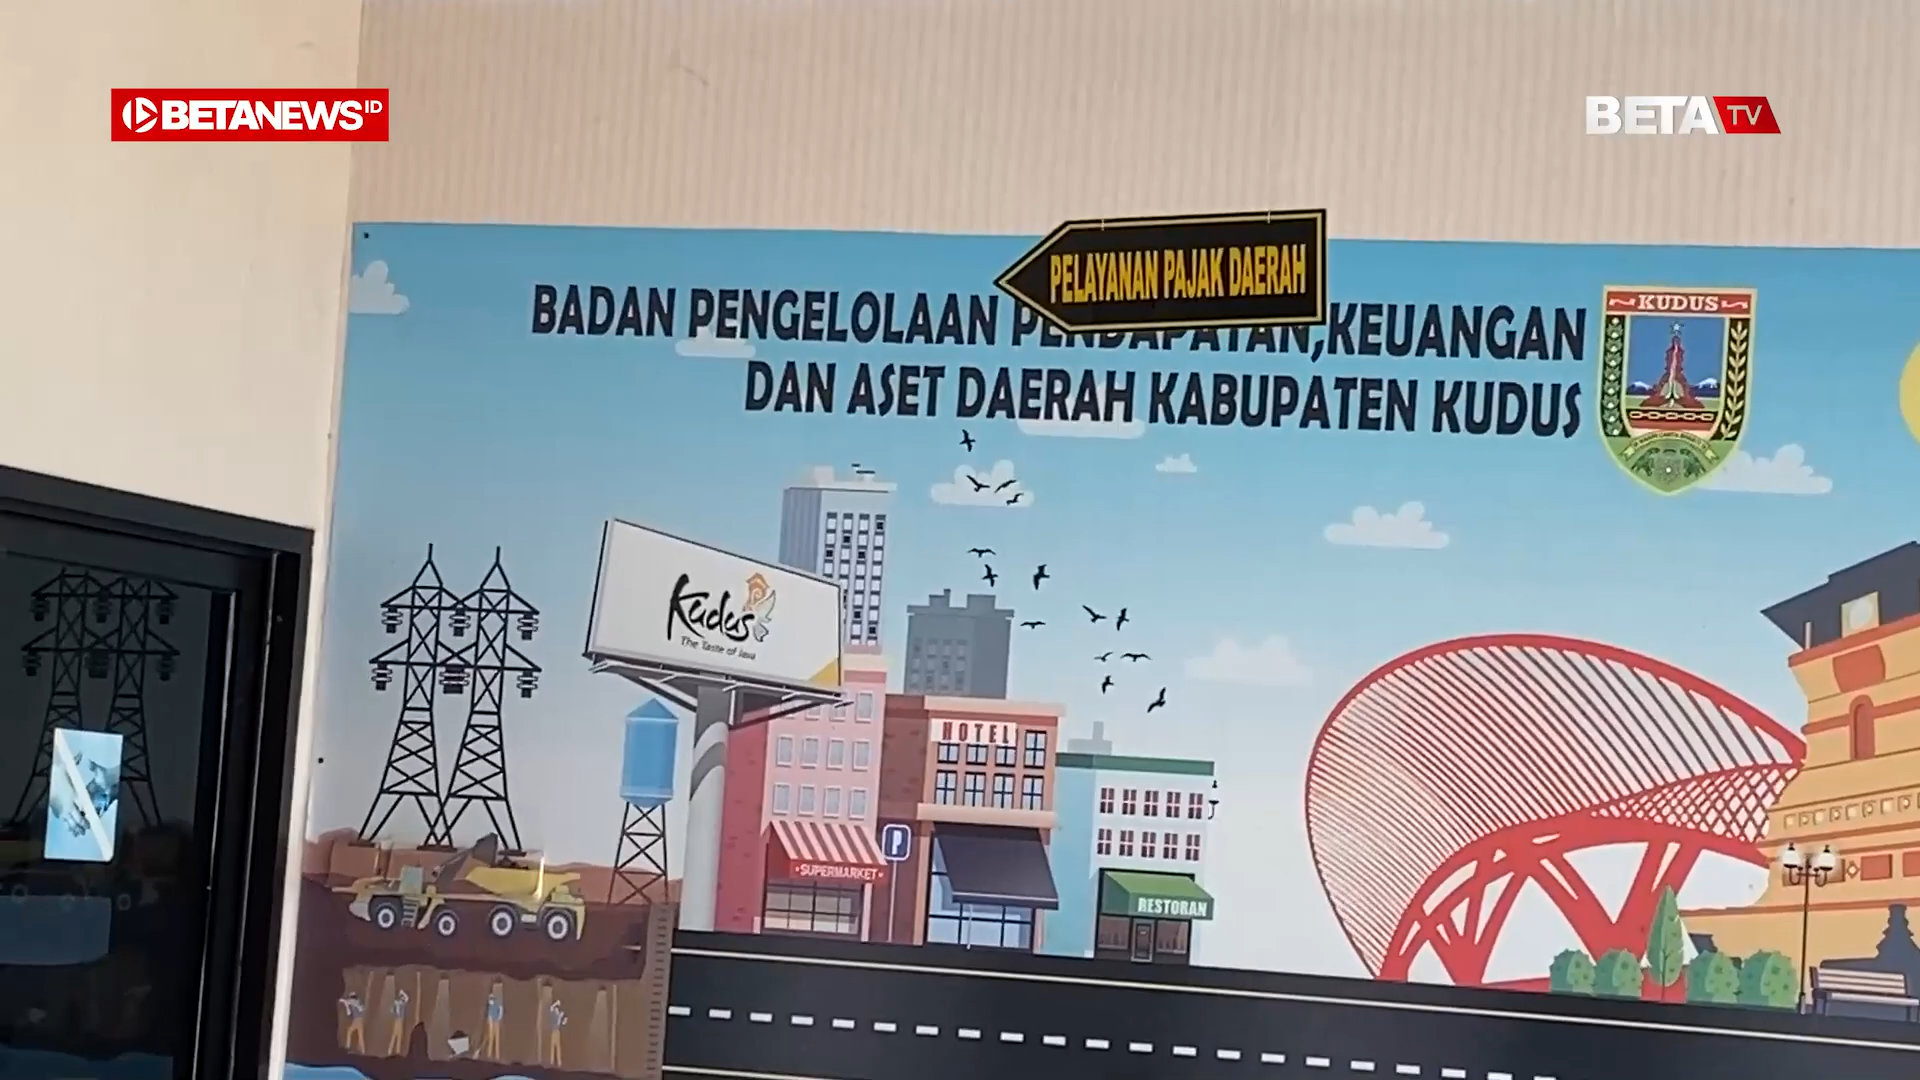 BETANEWS ID
BETA TV
PELAYANAN PAJAK DAERAH
BADAN PENGELOLAAN PENDAPATAN,KEUANGAN
DAN ASET DAERAH KABUPATEN KUDUS
KUDUS
Kudus
The Taste of Java
HOTEL
P
SUPERMARKET
RESTORAN